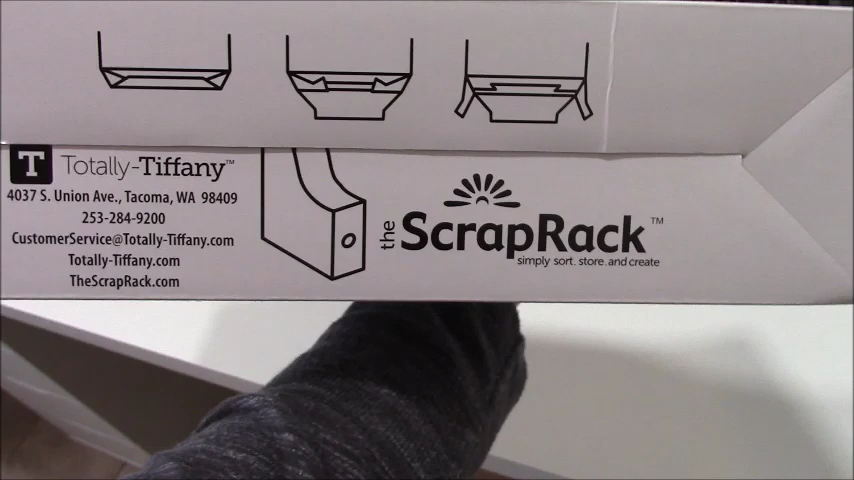 T Totally-Tiffany™
4037 S. Union Ave., Tacoma, WA 98409
253-284-9200
CustomerService@Totally-Tiffany.com
Totally-Tiffany.com
TheScrapRack.com
the ScrapRack™
simply sort. store. and create